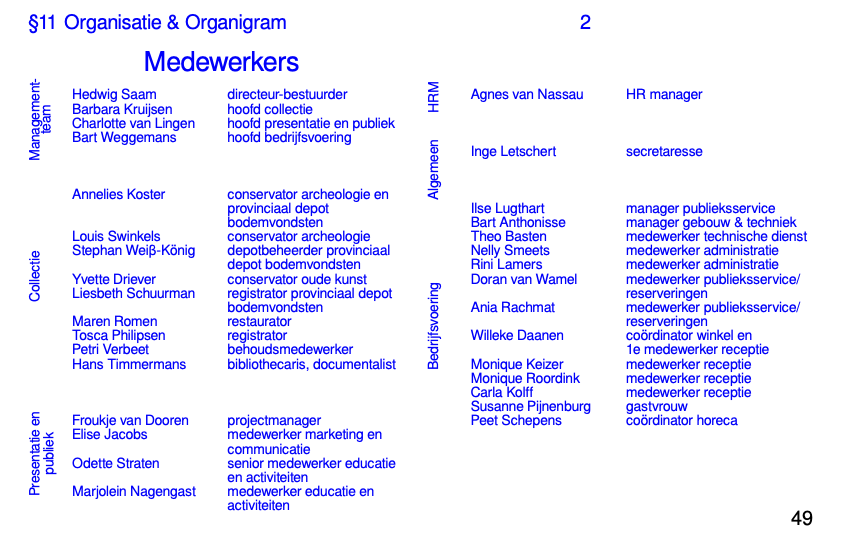 §11 Organisatie & Organigram 2
Medewerkers
Management-
team
Hedwig Saam directeur-bestuurder
Barbara Kruijsen hoofd collectie
Charlotte van Lingen hoofd presentatie en publiek
Bart Weggemans hoofd bedrijfsvoering
Collectie
Annelies Koster conservator archeologie en
provinciaal depot
bodemvondsten
Louis Swinkels conservator archeologie
Stephan Weiβ-König depotbeheerder provinciaal
depot bodemvondsten
Yvette Driever conservator oude kunst
Liesbeth Schuurman registrator provinciaal depot
bodemvondsten
Maren Romen restaurator
Tosca Philipsen registrator
Petri Verbeet behoudsmedewerker
Hans Timmermans bibliothecaris, documentalist
Presentatie en
publiek
Froukje van Dooren projectmanager
Elise Jacobs medewerker marketing en
communicatie
Odette Straten senior medewerker educatie
en activiteiten
Marjolein Nagengast medewerker educatie en
activiteiten
HRM
Agnes van Nassau HR manager
Algemeen
Inge Letschert secretaresse
Bedrijfsvoering
Ilse Lugthart manager publieksservice
Bart Anthonisse manager gebouw & techniek
Theo Basten medewerker technische dienst
Nelly Smeets medewerker administratie
Rini Lamers medewerker administratie
Doran van Wamel medewerker publieksservice/
reserveringen
Ania Rachmat medewerker publieksservice/
reserveringen
Willeke Daanen coördinator winkel en
1e medewerker receptie
Monique Keizer medewerker receptie
Monique Roordink medewerker receptie
Carla Kolff medewerker receptie
Susanne Pijnenburg gastvrouw
Peet Schepens coördinator horeca
49